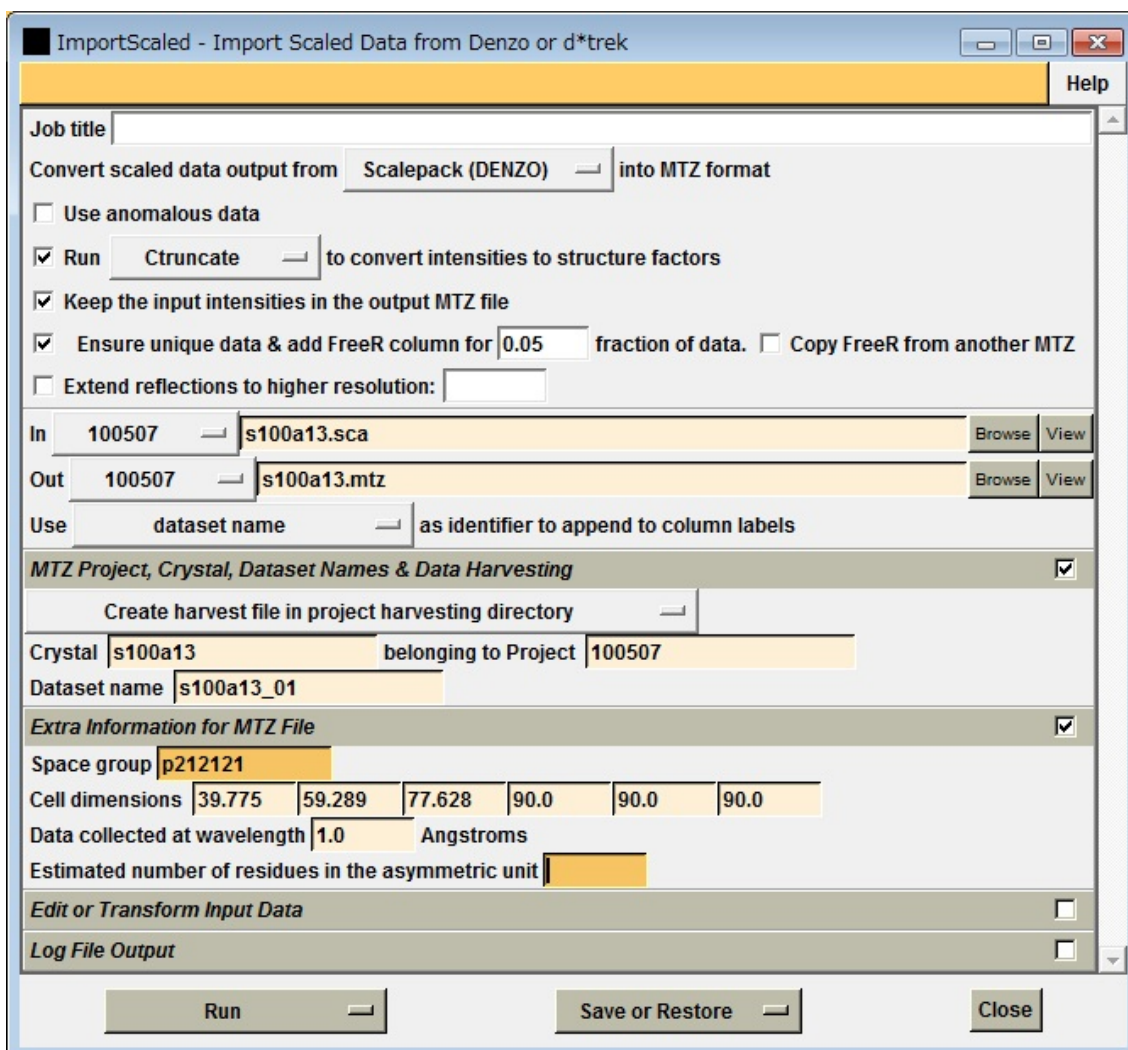 ImportScaled - Import Scaled Data from Denzo or d*trek
Help
Job title
Convert scaled data output from Scalepack (DENZO) into MTZ format
Use anomalous data
Run Ctruncate to convert intensities to structure factors
Keep the input intensities in the output MTZ file
Ensure unique data & add FreeR column for 0.05 fraction of data. Copy FreeR from another MTZ
Extend reflections to higher resolution:
In 100507 s100a13.sca Browse View
Out 100507 s100a13.mtz Browse View
Use dataset name as identifier to append to column labels
MTZ Project, Crystal, Dataset Names & Data Harvesting
Create harvest file in project harvesting directory
Crystal s100a13 belonging to Project 100507
Dataset name s100a13_01
Extra Information for MTZ File
Space group p212121
Cell dimensions 39.775 59.289 77.628 90.0 90.0 90.0
Data collected at wavelength 1.0 Angstroms
Estimated number of residues in the asymmetric unit
Edit or Transform Input Data
Log File Output
Run Save or Restore Close